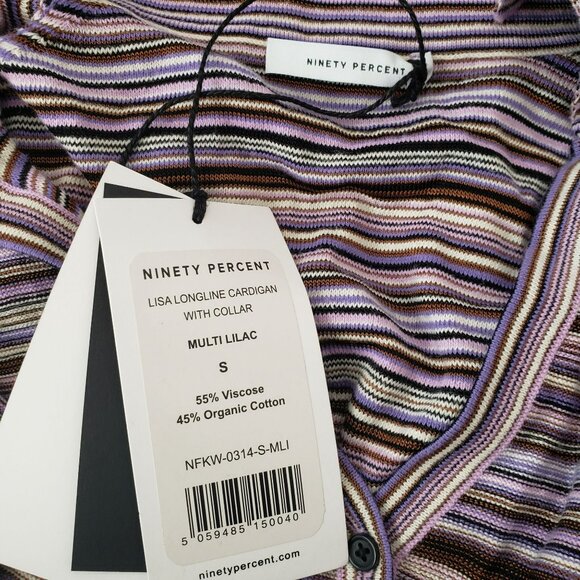 NINETY PERCENT
NINETY PERCENT
LISA LONGLINE CARDIGAN
WITH COLLAR
MULTI LILAC
S
55% Viscose
45% Organic Cotton
NFKW-0314-S-MLI
5 059485 150040
ninetypercent.com